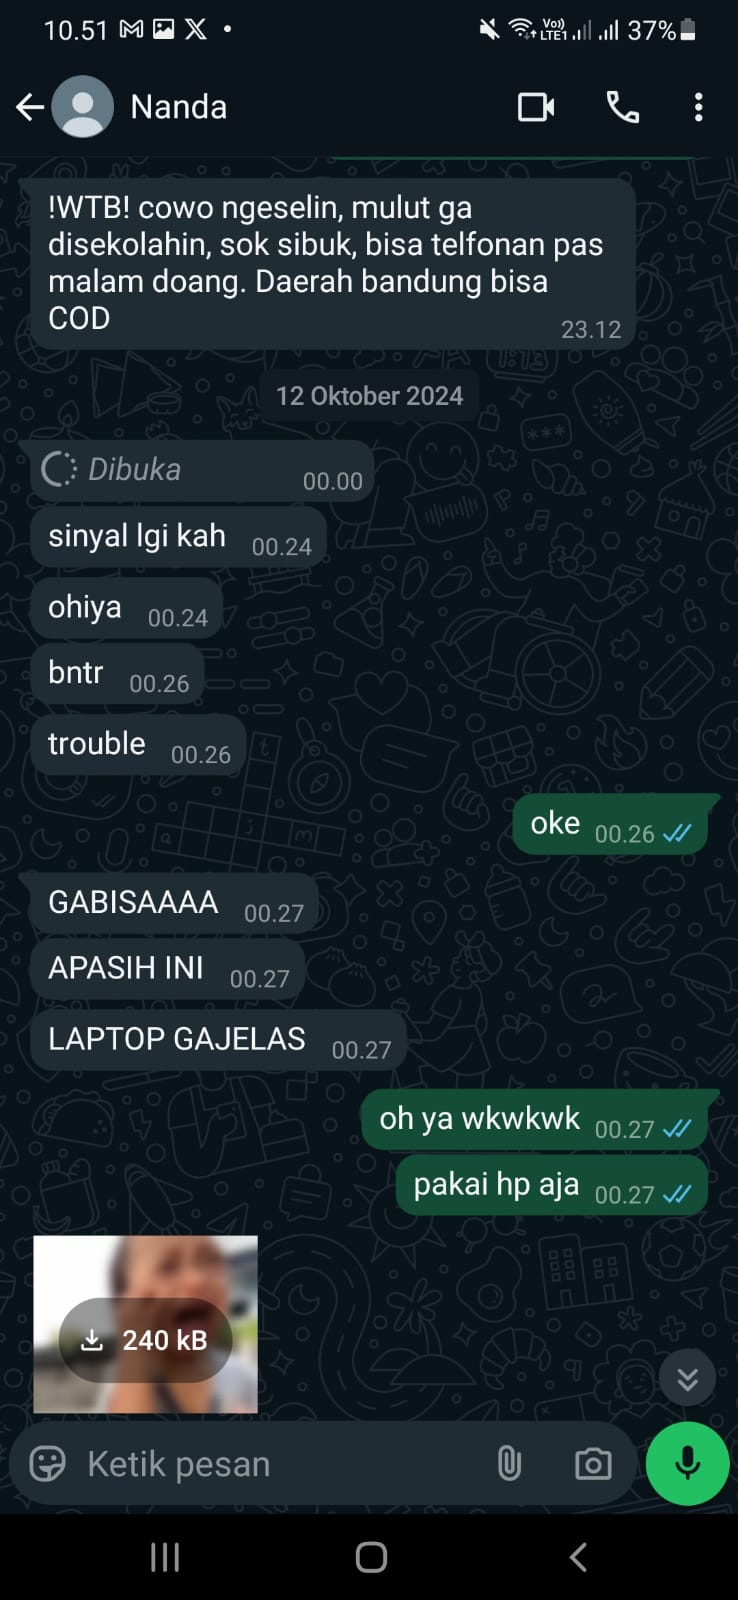 10.51
Vo))
LTE1
37%
Nanda
!WTB! cowo ngeselin, mulut ga
disekolahin, sok sibuk, bisa telfonan pas
malam doang. Daerah bandung bisa
COD
23.12
12 Oktober 2024
Dibuka 00.00
sinyal lgi kah 00.24
ohiya 00.24
bntr 00.26
trouble 00.26
oke 00.26
GABISAAAA 00.27
APASIH INI 00.27
LAPTOP GAJELAS 00.27
oh ya wkwkwk 00.27
pakai hp aja 00.27
240 kB
Ketik pesan